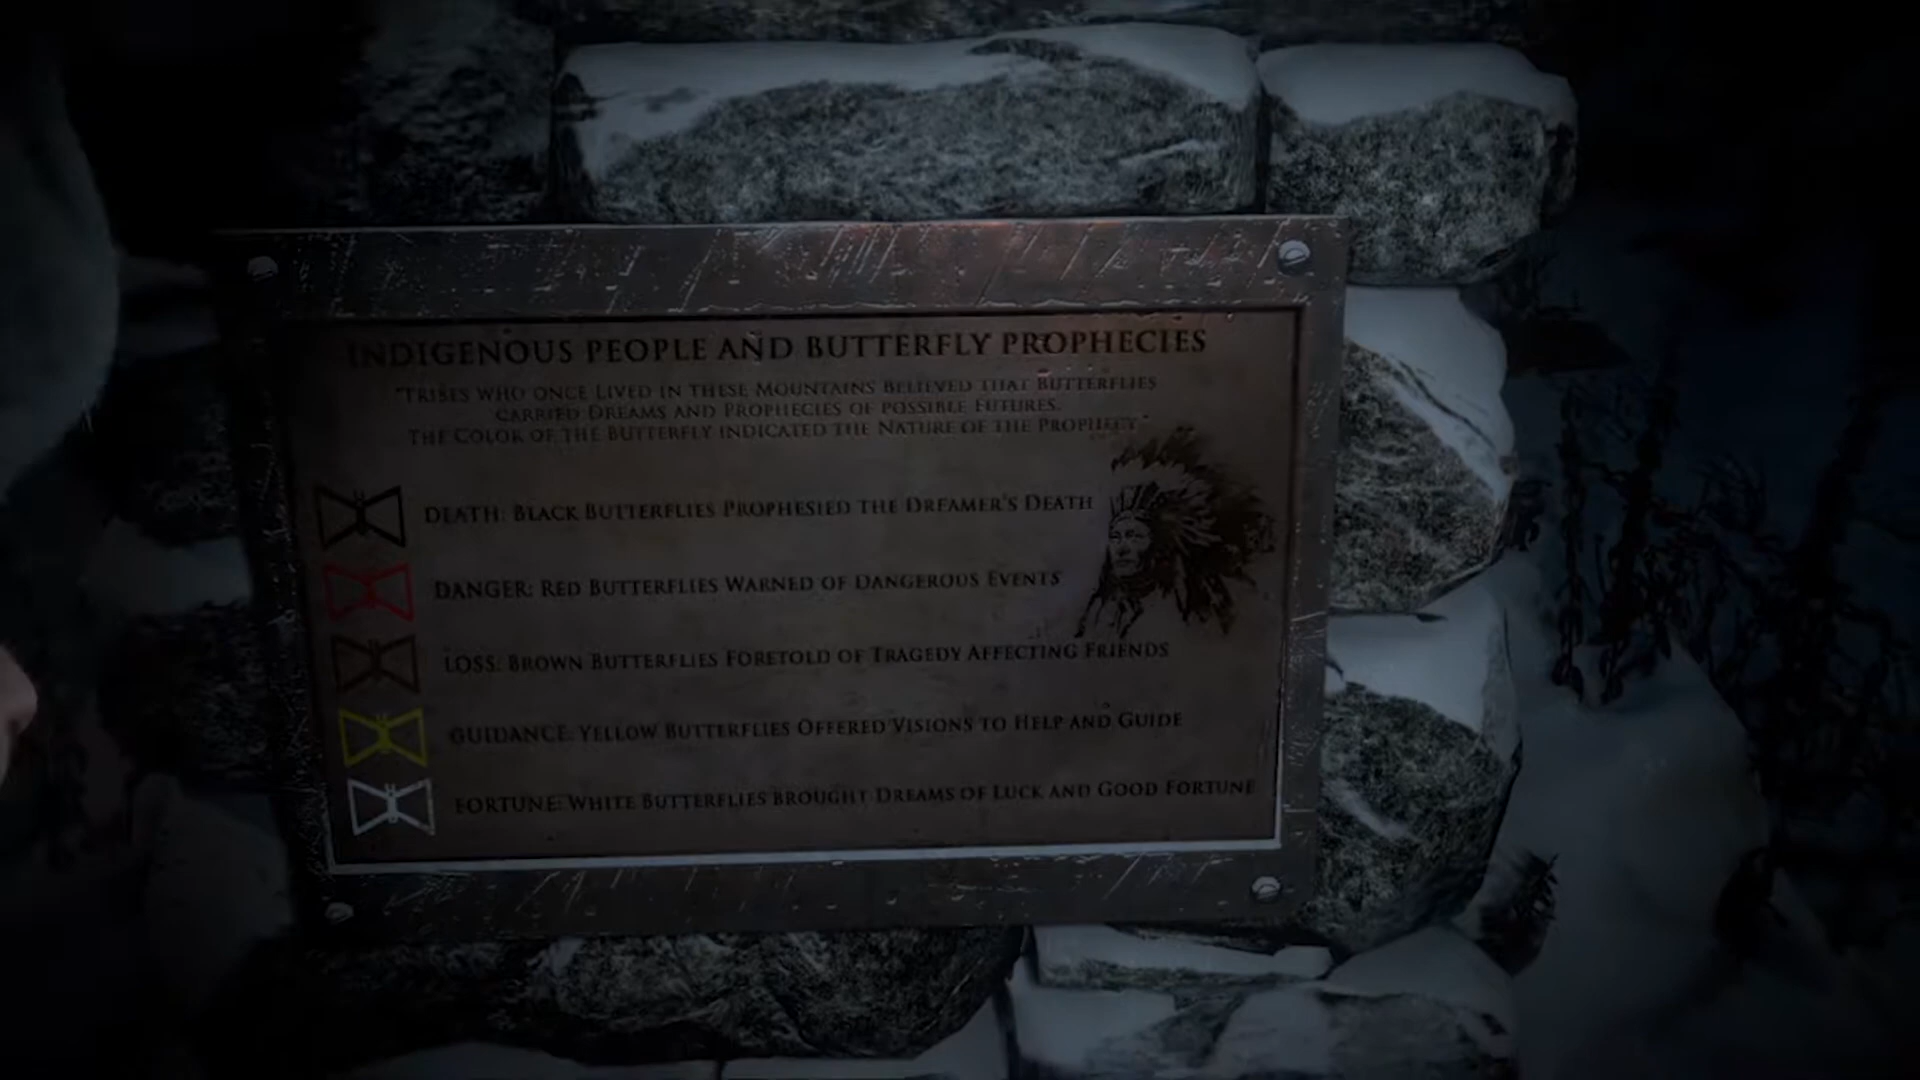 INDIGENOUS PEOPLE AND BUTTERFLY PROPHECIES
"TRIBES WHO ONCE LIVED IN THESE MOUNTAINS BELIEVED THAT BUTTERFLIES
CARRIED DREAMS AND PROPHECIES OF POSSIBLE FUTURES.
THE COLOR OF THE BUTTERFLY INDICATED THE NATURE OF THE PROPHECY"
DEATH: BLACK BUTTERFLIES PROPHESIED THE DREAMER'S DEATH
DANGER: RED BUTTERFLIES WARNED OF DANGEROUS EVENTS
LOSS: BROWN BUTTERFLIES FORETOLD OF TRAGEDY AFFECTING FRIENDS
GUIDANCE: YELLOW BUTTERFLIES OFFERED VISIONS TO HELP AND GUIDE
FORTUNE: WHITE BUTTERFLIES BROUGHT DREAMS OF LUCK AND GOOD FORTUNE